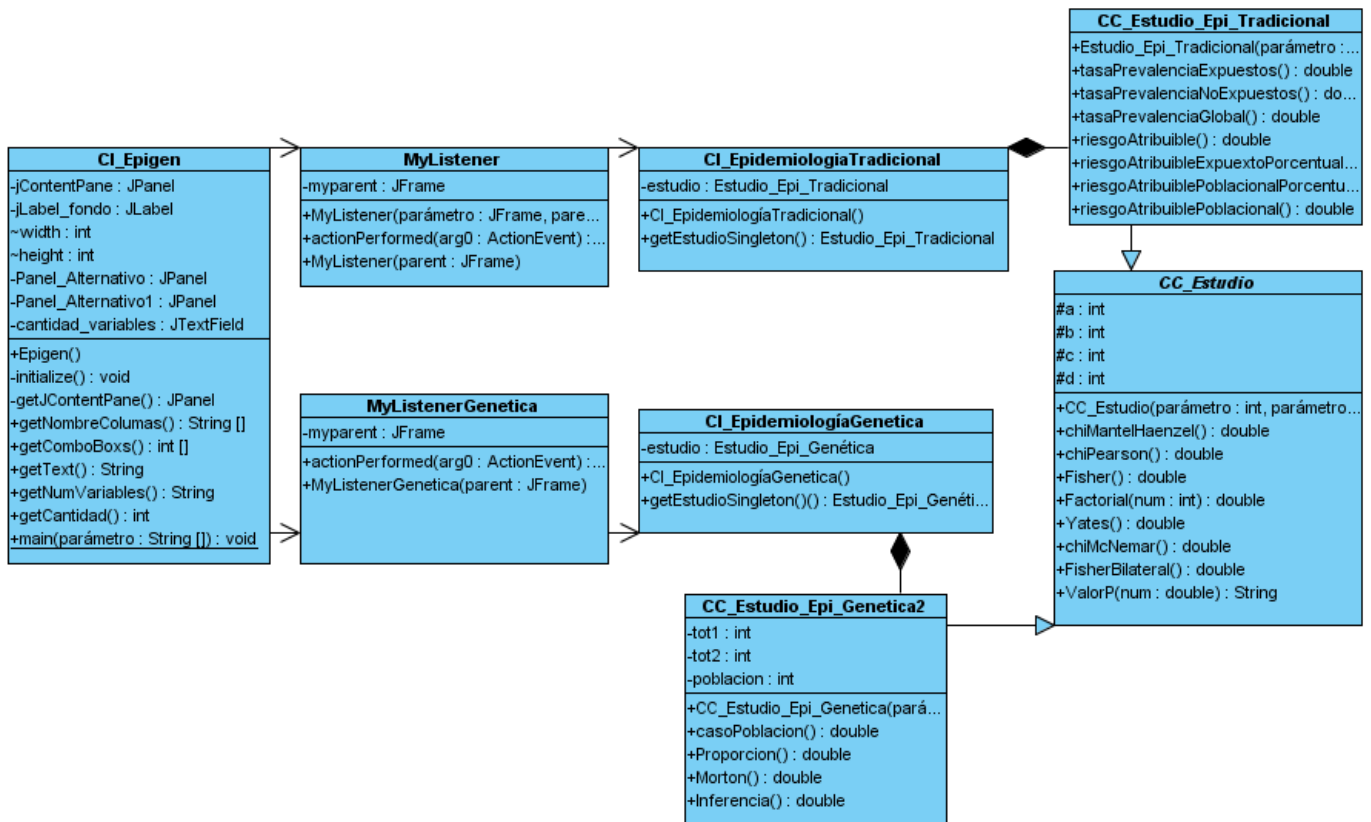 CC_Estudio_Epi_Tradicional
+Estudio_Epi_Tradicional(parámetro :...
+tasaPrevalenciaExpuestos() : double
+tasaPrevalenciaNoExpuestos() : do...
+tasaPrevalenciaGlobal() : double
+riesgoAtribuible() : double
+riesgoAtribuibleExpuextoPorcentual...
+riesgoAtribuiblePoblacionalPorcentu...
+riesgoAtribuiblePoblacional() : double
CI_Epigen
-jContentPane : JPanel
-jLabel_fondo : JLabel
~width : int
~height : int
-Panel_Alternativo : JPanel
-Panel_Alternativo1 : JPanel
-cantidad_variables : JTextField
+Epigen()
-initialize() : void
-getJContentPane() : JPanel
+getNombreColumas() : String []
+getComboBoxs() : int []
+getText() : String
+getNumVariables() : String
+getCantidad() : int
+main(parámetro : String []) : void
MyListener
-myparent : JFrame
+MyListener(parámetro : JFrame, pare...
+actionPerformed(arg0 : ActionEvent) :...
+MyListener(parent : JFrame)
CI_EpidemiologiaTradicional
-estudio : Estudio_Epi_Tradicional
+CI_EpidemiologíaTradicional()
+getEstudioSingleton() : Estudio_Epi_Tradicional
CC_Estudio
#a : int
#b : int
#c : int
#d : int
+CC_Estudio(parámetro : int, parámetro...
+chiMantelHaenzel() : double
+chiPearson() : double
+Fisher() : double
+Factorial(num : int) : double
+Yates() : double
+chiMcNemar() : double
+FisherBilateral() : double
+ValorP(num : double) : String
MyListenerGenetica
-myparent : JFrame
+actionPerformed(arg0 : ActionEvent) :...
+MyListenerGenetica(parent : JFrame)
CI_EpidemiologíaGenetica
-estudio : Estudio_Epi_Genética
+CI_EpidemiologíaGenetica()
+getEstudioSingleton()() : Estudio_Epi_Genéti...
CC_Estudio_Epi_Genetica2
-tot1 : int
-tot2 : int
-poblacion : int
+CC_Estudio_Epi_Genetica(pará...
+casoPoblacion() : double
+Proporcion() : double
+Morton() : double
+Inferencia() : double